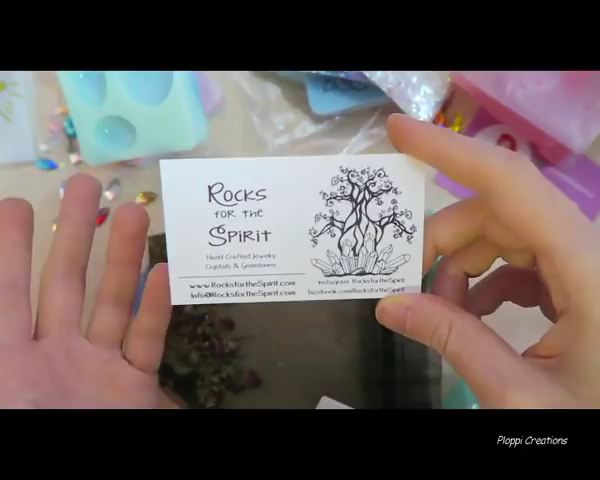 Rocks
for the
Spirit
Hand Crafted Jewelry
Crystals & Gemstones
www.RocksfortheSpirit.com
Info@RocksfortheSpirit.com
Instagram: RocksfortheSpirit
facebook.com/RocksfortheSpirit
Ploppi Creations